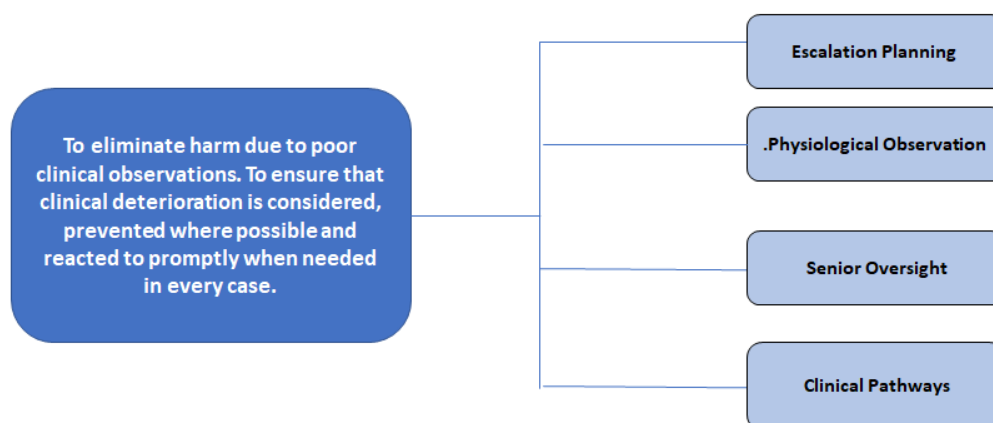 To eliminate harm due to poor
clinical observations. To ensure that
clinical deterioration is considered,
prevented where possible and
reacted to promptly when needed
in every case.
Escalation Planning
.Physiological Observation
Senior Oversight
Clinical Pathways